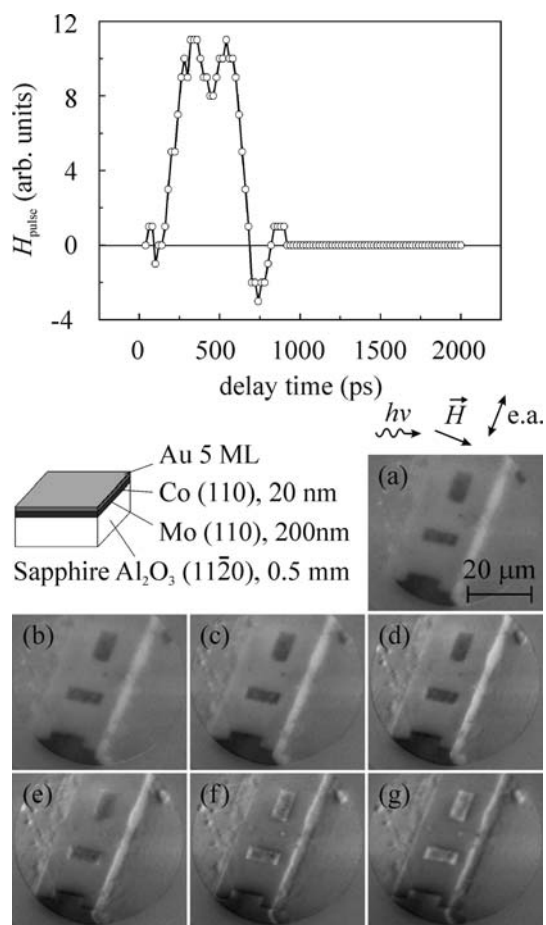 12
8
4
0
-4
H_pulse (arb. units)
0 500 1000 1500 2000
delay time (ps)
hν H⃗ e.a.
Au 5 ML
Co (110), 20 nm
Mo (110), 200nm
Sapphire Al₂O₃ (112̄0), 0.5 mm
(a)
20 μm
(b) (c) (d)
(e) (f) (g)